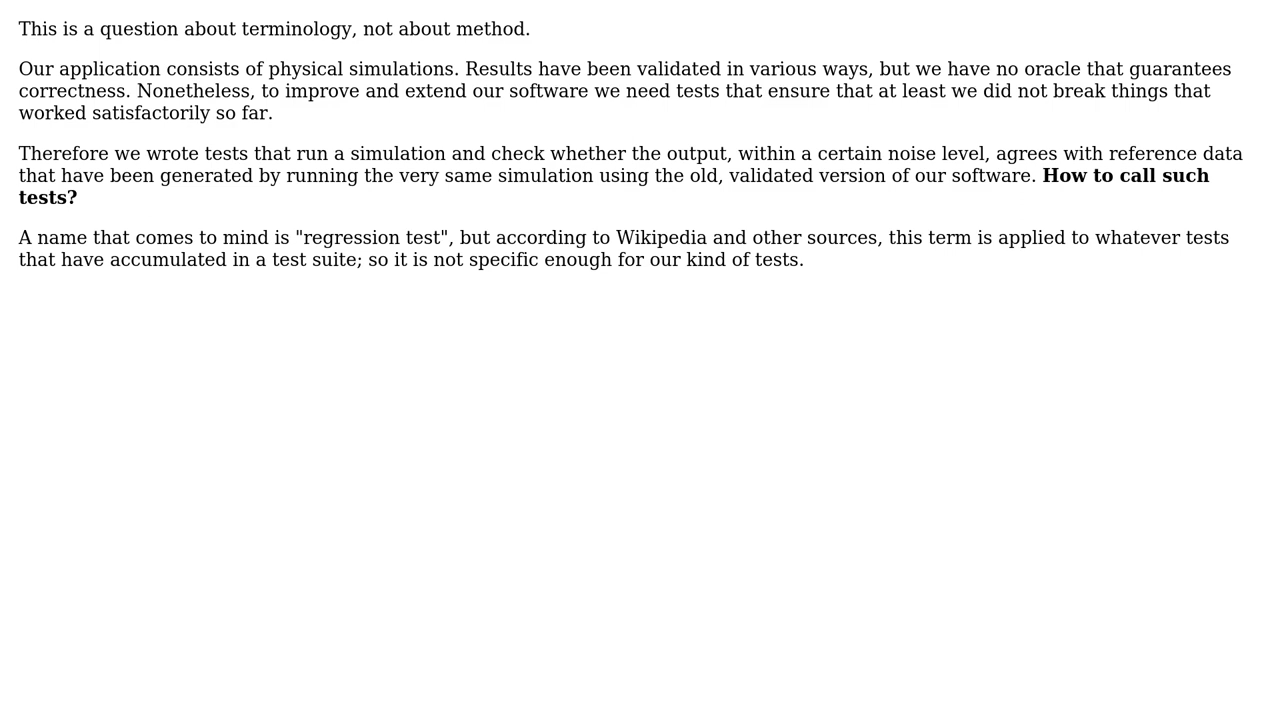 This is a question about terminology, not about method.
Our application consists of physical simulations. Results have been validated in various ways, but we have no oracle that guarantees
correctness. Nonetheless, to improve and extend our software we need tests that ensure that at least we did not break things that
worked satisfactorily so far.
Therefore we wrote tests that run a simulation and check whether the output, within a certain noise level, agrees with reference data
that have been generated by running the very same simulation using the old, validated version of our software. How to call such
tests?
A name that comes to mind is "regression test", but according to Wikipedia and other sources, this term is applied to whatever tests
that have accumulated in a test suite; so it is not specific enough for our kind of tests.